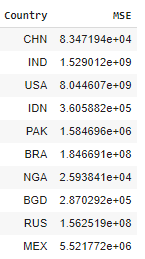 Country MSE
CHN 8.347194e+04
IND 1.529012e+09
USA 8.044607e+09
IDN 3.605882e+05
PAK 1.584696e+06
BRA 1.846691e+08
NGA 2.593841e+04
BGD 2.870292e+05
RUS 1.562519e+08
MEX 5.521772e+06